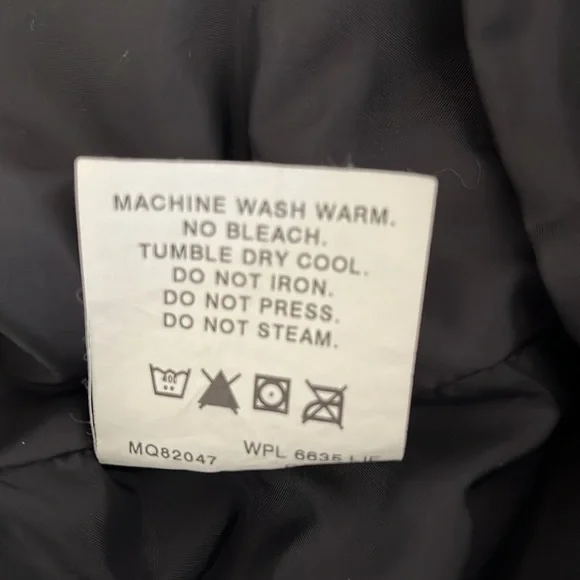 MACHINE WASH WARM.
NO BLEACH.
TUMBLE DRY COOL.
DO NOT IRON.
DO NOT PRESS.
DO NOT STEAM.
40C
MQ82047 WPL 6635